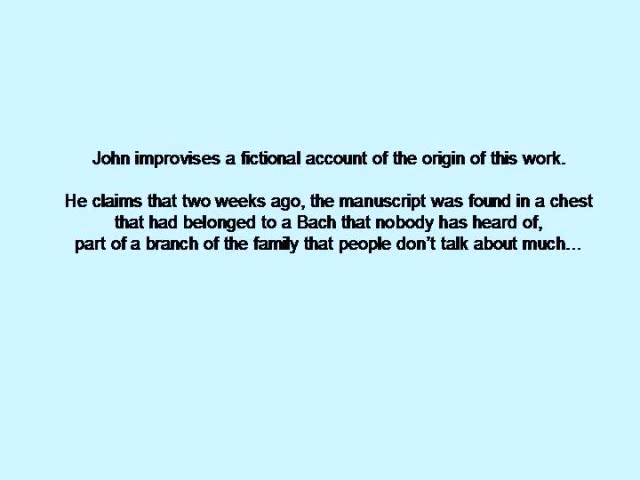 John improvises a fictional account of the origin of this work.
He claims that two weeks ago, the manuscript was found in a chest
that had belonged to a Bach that nobody has heard of,
part of a branch of the family that people don’t talk about much...